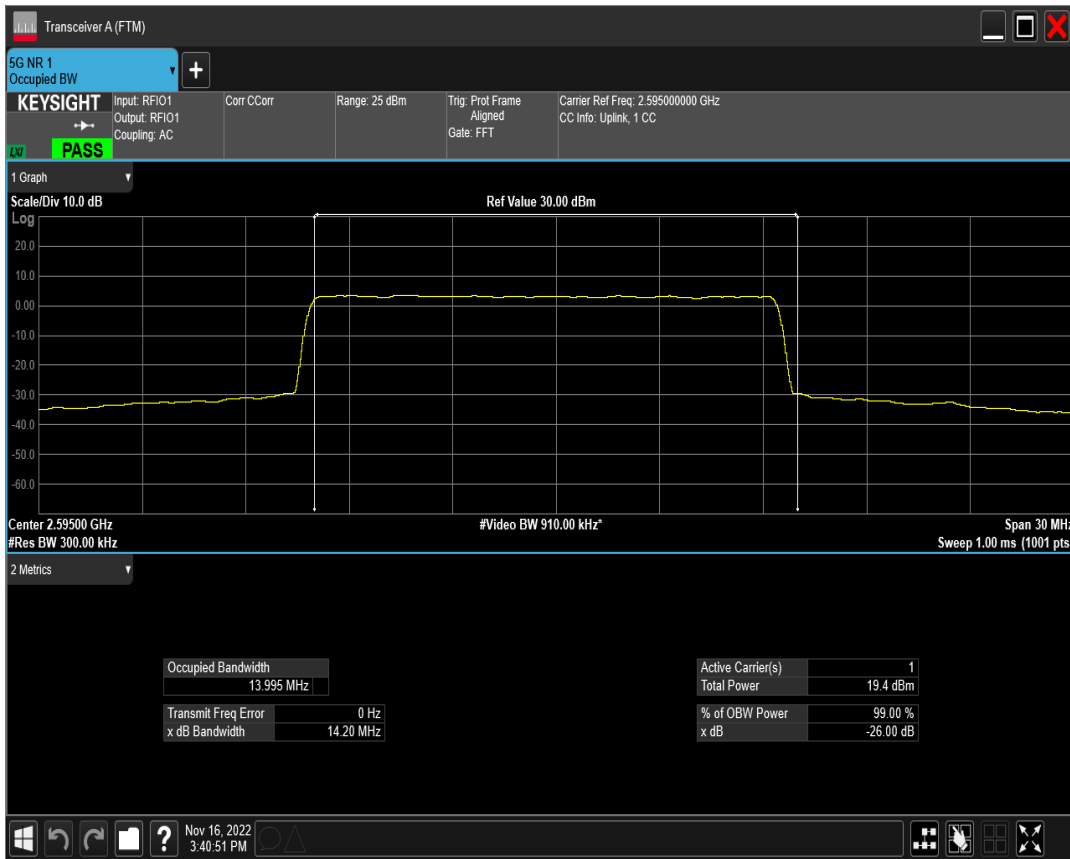 Transceiver A (FTM)
5G NR 1
Occupied BW
+
KEYSIGHT
LXI
PASS
Input: RFIO1
Output: RFIO1
Coupling: AC
Corr CCorr
Range: 25 dBm
Trig: Prot Frame
Aligned
Gate: FFT
Carrier Ref Freq: 2.595000000 GHz
CC Info: Uplink, 1 CC
1 Graph
Scale/Div 10.0 dB
Ref Value 30.00 dBm
Log
20.0
10.0
0.00
-10.0
-20.0
-30.0
-40.0
-50.0
-60.0
Center 2.59500 GHz
#Video BW 910.00 kHz*
Span 30 MHz
#Res BW 300.00 kHz
Sweep 1.00 ms (1001 pts
2 Metrics
Occupied Bandwidth
13.995 MHz
Transmit Freq Error 0 Hz
x dB Bandwidth 14.20 MHz
Active Carrier(s) 1
Total Power 19.4 dBm
% of OBW Power 99.00 %
x dB -26.00 dB
?
Nov 16, 2022
3:40:51 PM